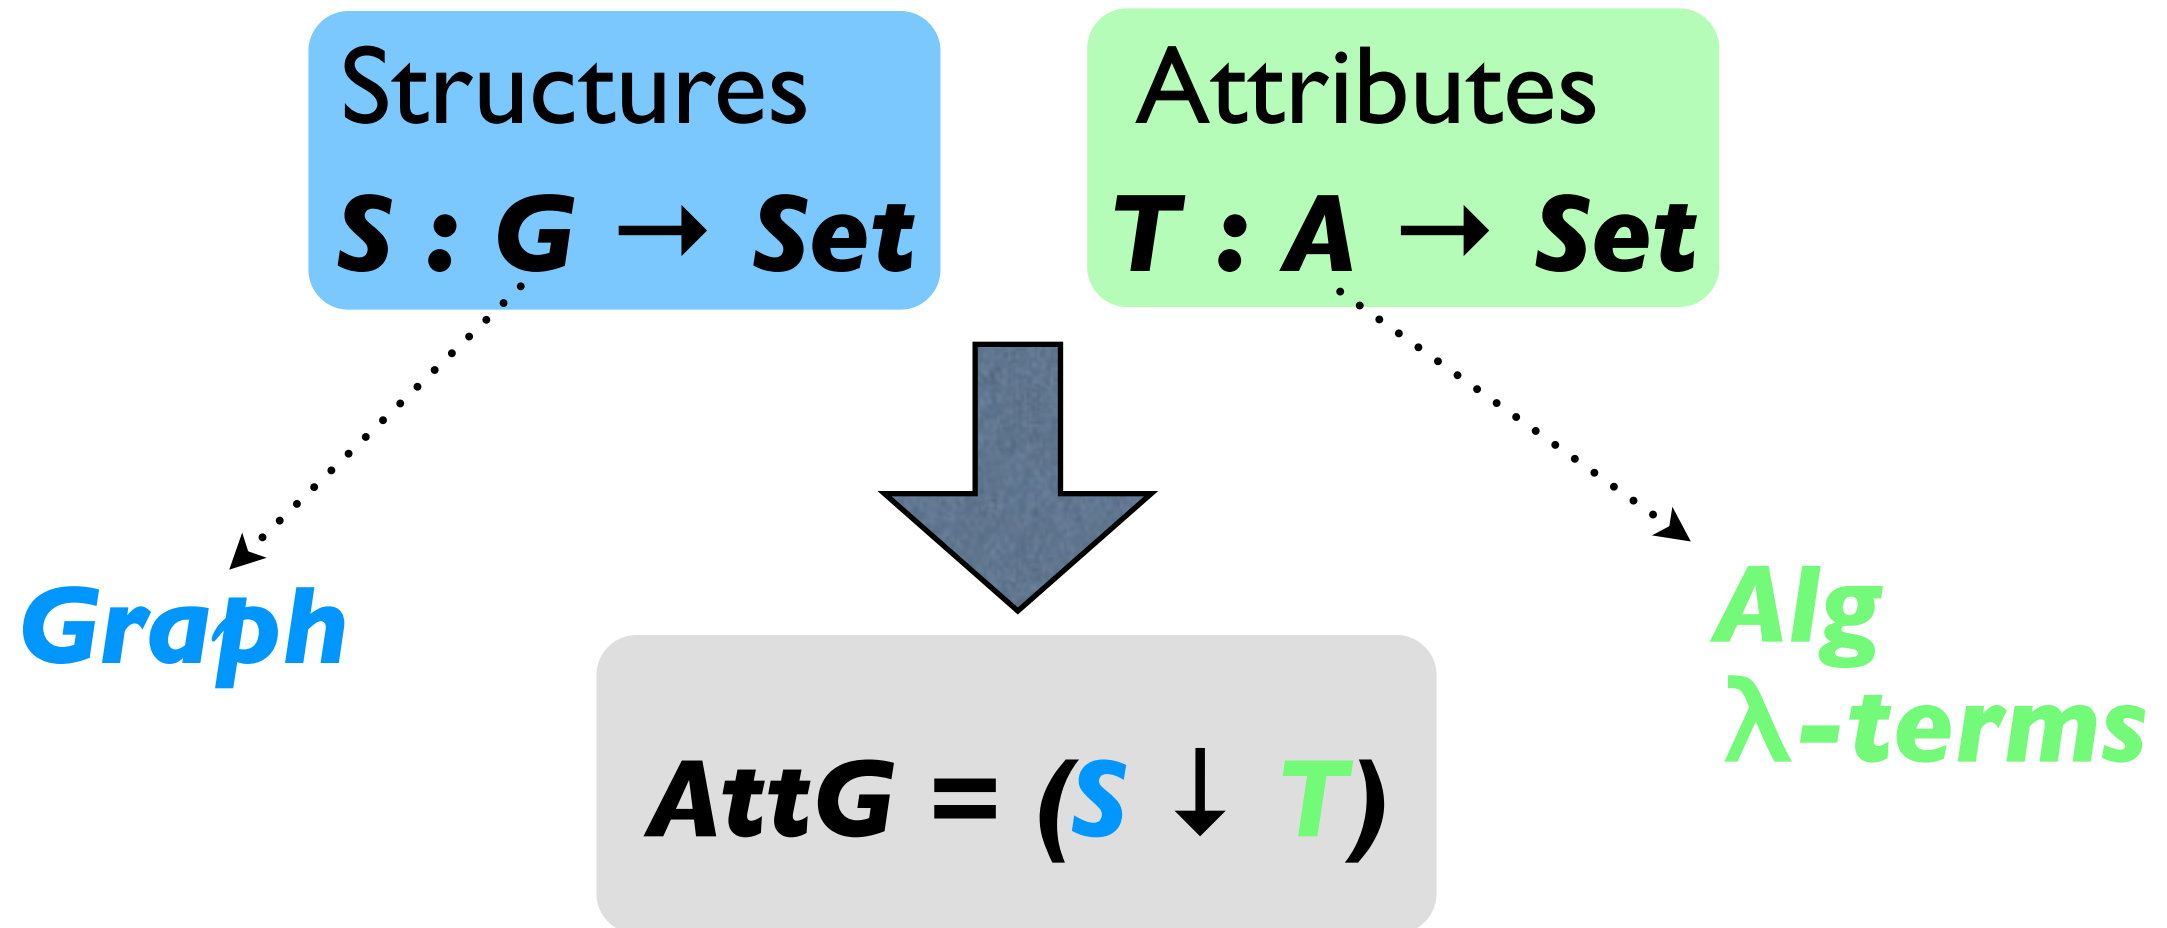 Structures
S : G → Set
Attributes
T : A → Set
Graph
Alg
λ-terms
AttG = (S ↓ T)